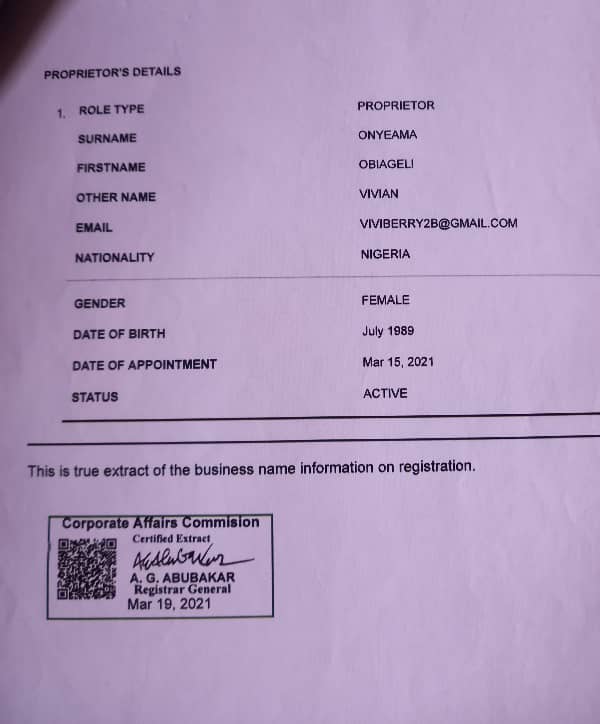 PROPRIETOR'S DETAILS
1. ROLE TYPE PROPRIETOR
SURNAME ONYEAMA
FIRSTNAME OBIAGELI
OTHER NAME VIVIAN
EMAIL VIVIBERRY2B@GMAIL.COM
NATIONALITY NIGERIA
GENDER FEMALE
DATE OF BIRTH July 1989
DATE OF APPOINTMENT Mar 15, 2021
STATUS ACTIVE
This is true extract of the business name information on registration.
Corporate Affairs Commision
Certified Extract
A. G. ABUBAKAR
Registrar General
Mar 19, 2021